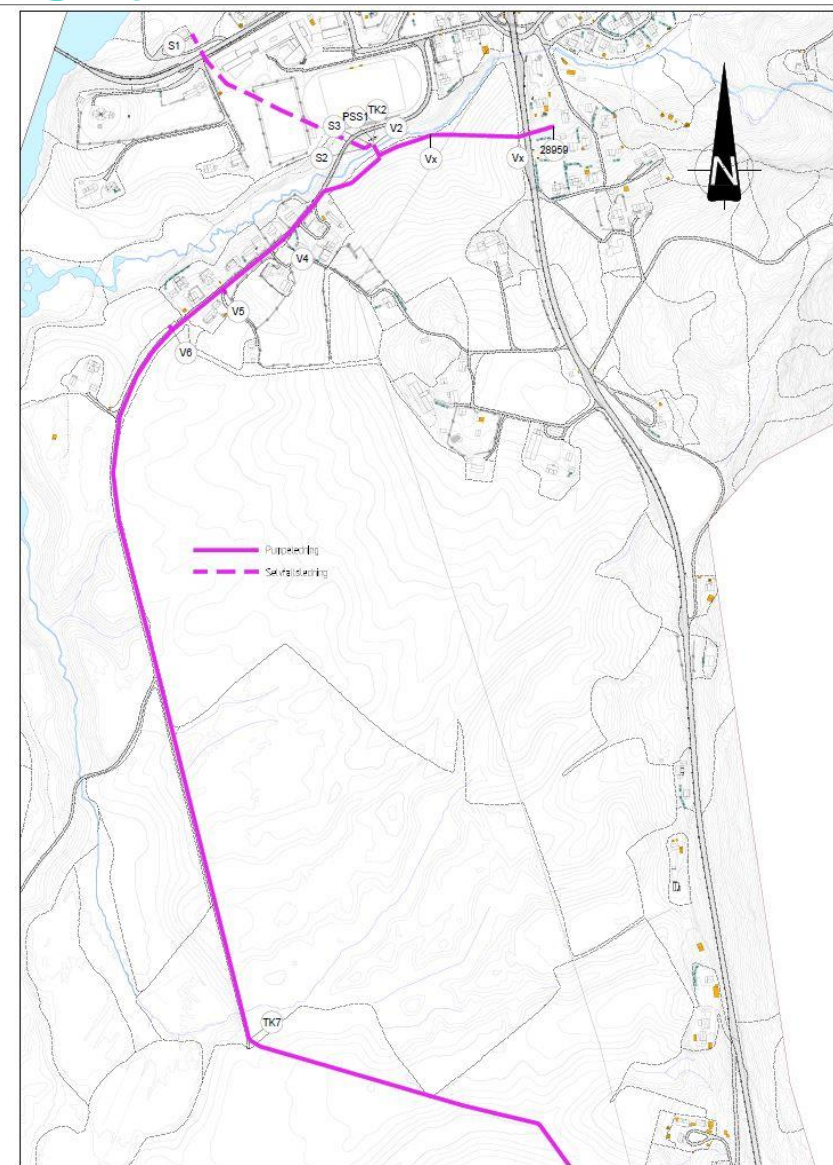 S1
TK2
PSS1
S3
V2
S2
Vx
Vx
28959
N
V4
V5
V6
Pumpeledning
Selvfallsledning
TK7